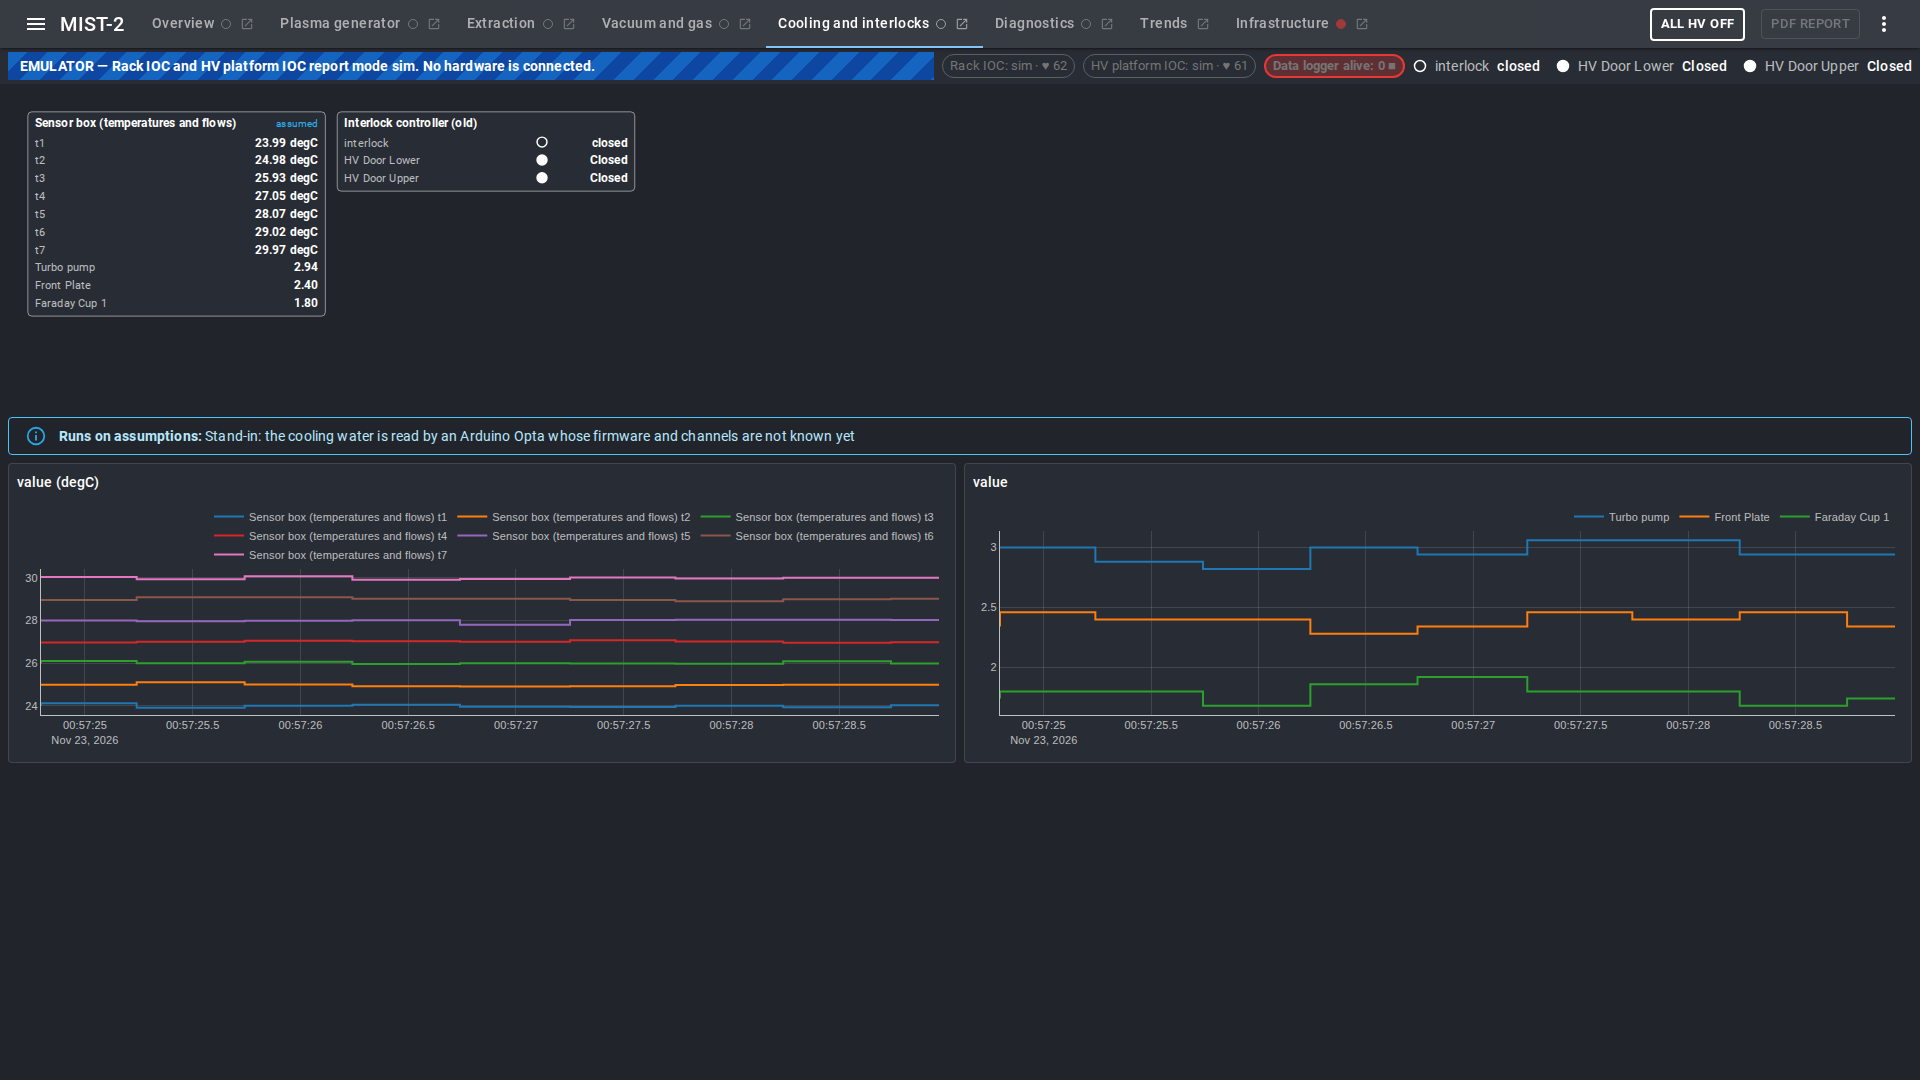 MIST-2 Overview Plasma generator Extraction Vacuum and gas Cooling and interlocks Diagnostics Trends Infrastructure ALL HV OFF PDF REPORT
EMULATOR — Rack IOC and HV platform IOC report mode sim. No hardware is connected. Rack IOC: sim · ♥ 62 HV platform IOC: sim · ♥ 61 Data logger alive: 0 ■ interlock closed HV Door Lower Closed HV Door Upper Closed
Sensor box (temperatures and flows) assumed
t1 23.99 degC
t2 24.98 degC
t3 25.93 degC
t4 27.05 degC
t5 28.07 degC
t6 29.02 degC
t7 29.97 degC
Turbo pump 2.94
Front Plate 2.40
Faraday Cup 1 1.80
Interlock controller (old)
interlock closed
HV Door Lower Closed
HV Door Upper Closed
Runs on assumptions: Stand-in: the cooling water is read by an Arduino Opta whose firmware and channels are not known yet
value (degC)
Sensor box (temperatures and flows) t1 Sensor box (temperatures and flows) t2 Sensor box (temperatures and flows) t3
Sensor box (temperatures and flows) t4 Sensor box (temperatures and flows) t5 Sensor box (temperatures and flows) t6
Sensor box (temperatures and flows) t7
30
28
26
24
00:57:25 00:57:25.5 00:57:26 00:57:26.5 00:57:27 00:57:27.5 00:57:28 00:57:28.5
Nov 23, 2026
value
Turbo pump Front Plate Faraday Cup 1
3
2.5
2
00:57:25 00:57:25.5 00:57:26 00:57:26.5 00:57:27 00:57:27.5 00:57:28 00:57:28.5
Nov 23, 2026